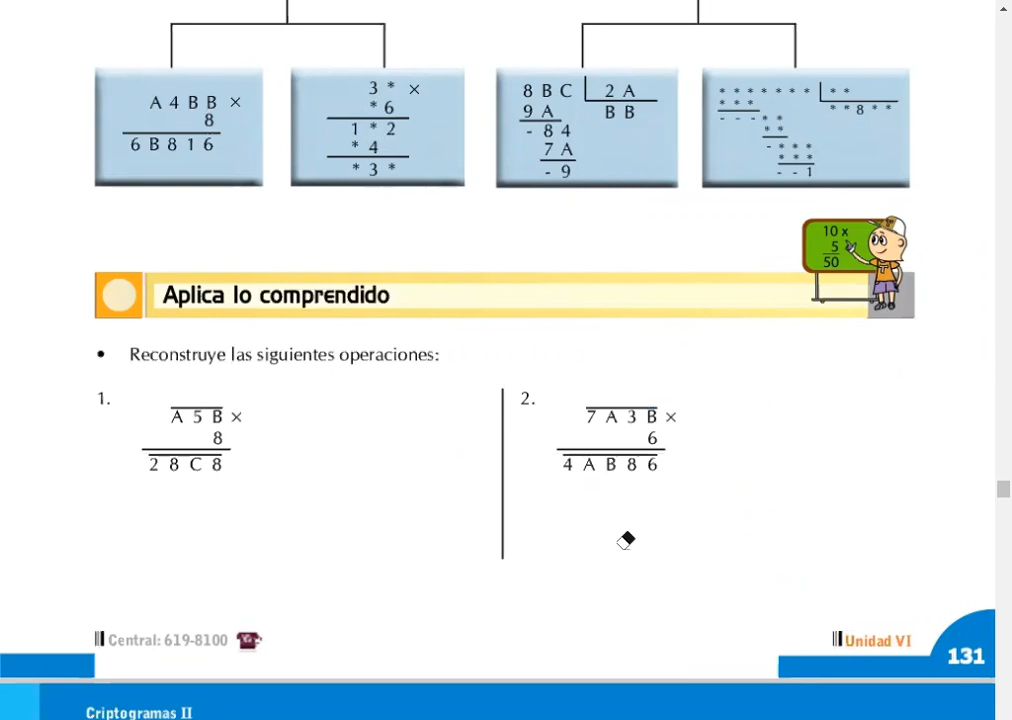 A 4 B B ×
8
6 B 8 1 6
3 * ×
* 6
1 * 2
* 4
* 3 *
8 B C 2 A
9 A B B
- 8 4
7 A
- 9
* * * * * * * * *
* * * * * 8 * *
- - - * *
* *
- * * *
* * *
- - 1
10 x
5
50
Aplica lo comprendido
• Reconstruye las siguientes operaciones:
1.
A 5 B ×
8
2 8 C 8
2.
7 A 3 B ×
6
4 A B 8 6
Central: 619-8100
Unidad VI
131
Criptogramas II